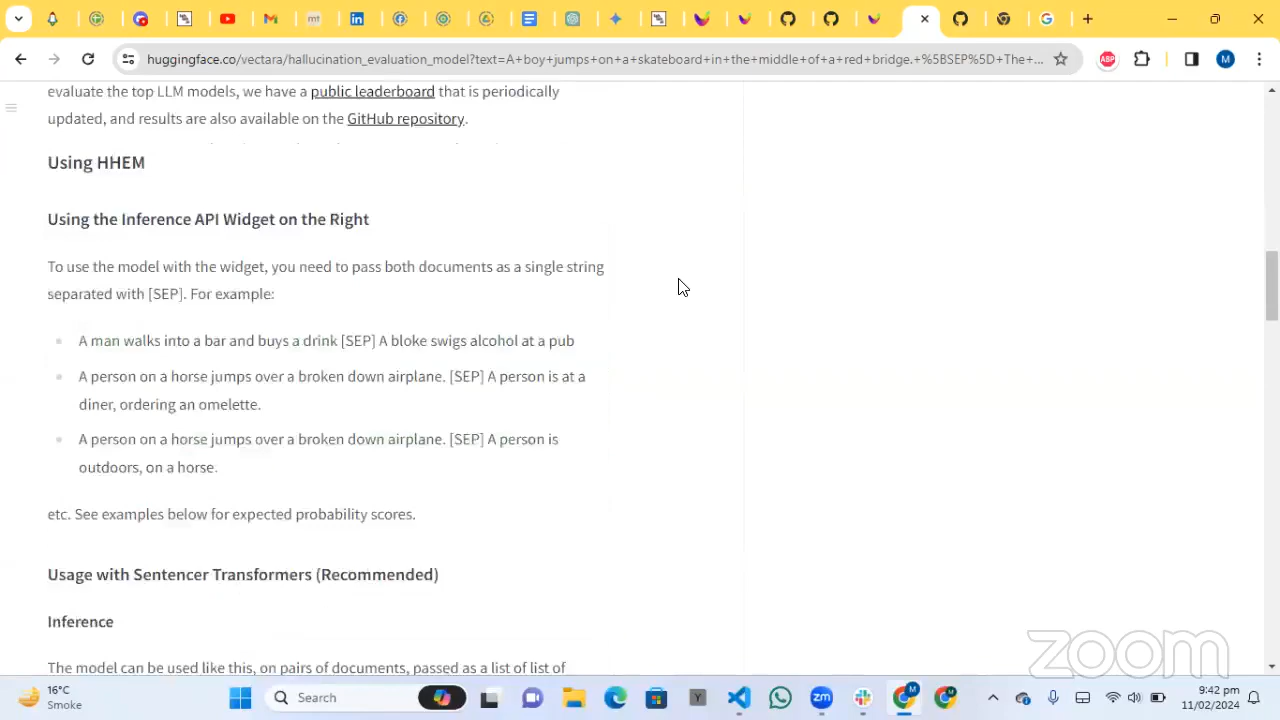 huggingface.co/vectara/hallucination_evaluation_model?text=A+boy+jumps+on+a+skateboard+in+the+middle+of+a+red+bridge.+%5BSEP%5D+The+...
ABP
M
evaluate the top LLM models, we have a public leaderboard that is periodically
updated, and results are also available on the GitHub repository.
Using HHEM
Using the Inference API Widget on the Right
To use the model with the widget, you need to pass both documents as a single string
separated with [SEP]. For example:
A man walks into a bar and buys a drink [SEP] A bloke swigs alcohol at a pub
A person on a horse jumps over a broken down airplane. [SEP] A person is at a
diner, ordering an omelette.
A person on a horse jumps over a broken down airplane. [SEP] A person is
outdoors, on a horse.
etc. See examples below for expected probability scores.
Usage with Sentencer Transformers (Recommended)
Inference
The model can be used like this, on pairs of documents, passed as a list of list of
zoom
16°C
Smoke
Search
9:42 pm
11/02/2024